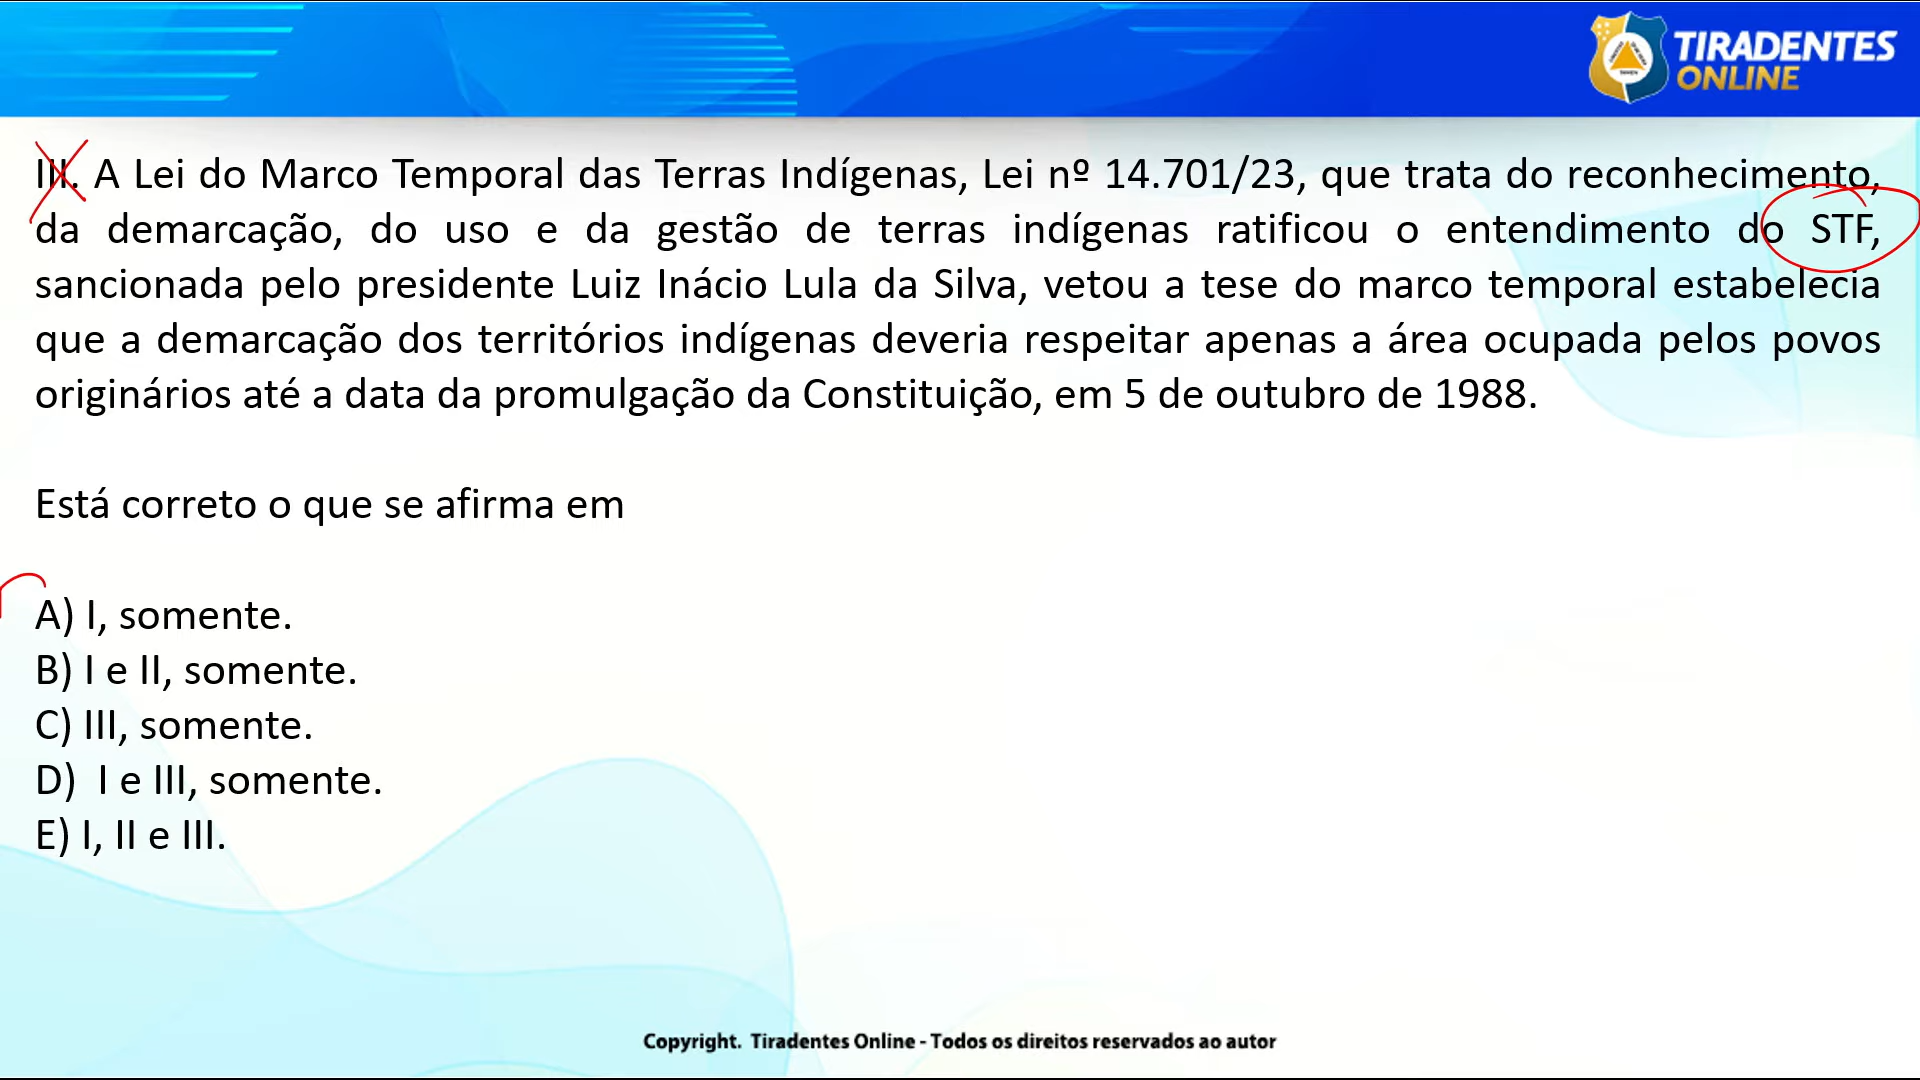 TIRADENTES
ONLINE
III. A Lei do Marco Temporal das Terras Indígenas, Lei nº 14.701/23, que trata do reconhecimento,
da demarcação, do uso e da gestão de terras indígenas ratificou o entendimento do STF,
sancionada pelo presidente Luiz Inácio Lula da Silva, vetou a tese do marco temporal estabelecia
que a demarcação dos territórios indígenas deveria respeitar apenas a área ocupada pelos povos
originários até a data da promulgação da Constituição, em 5 de outubro de 1988.
Está correto o que se afirma em
A) I, somente.
B) I e II, somente.
C) III, somente.
D) I e III, somente.
E) I, II e III.
Copyright. Tiradentes Online - Todos os direitos reservados ao autor